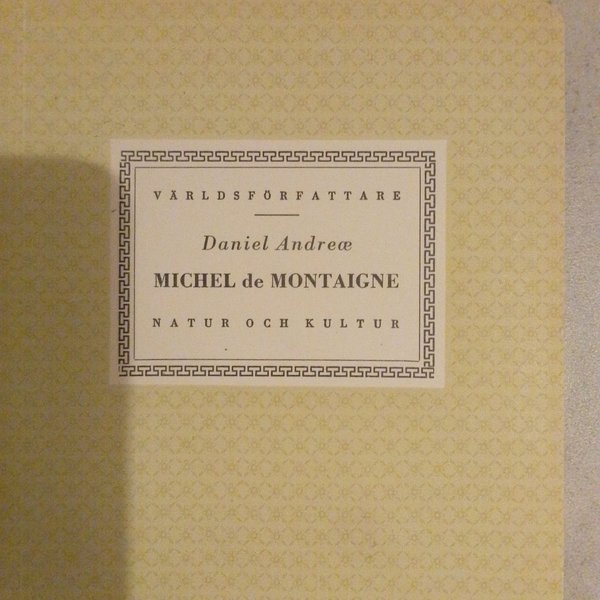 VÄRLDSFÖRFATTARE
Daniel Andreæ
MICHEL de MONTAIGNE
NATUR OCH KULTUR